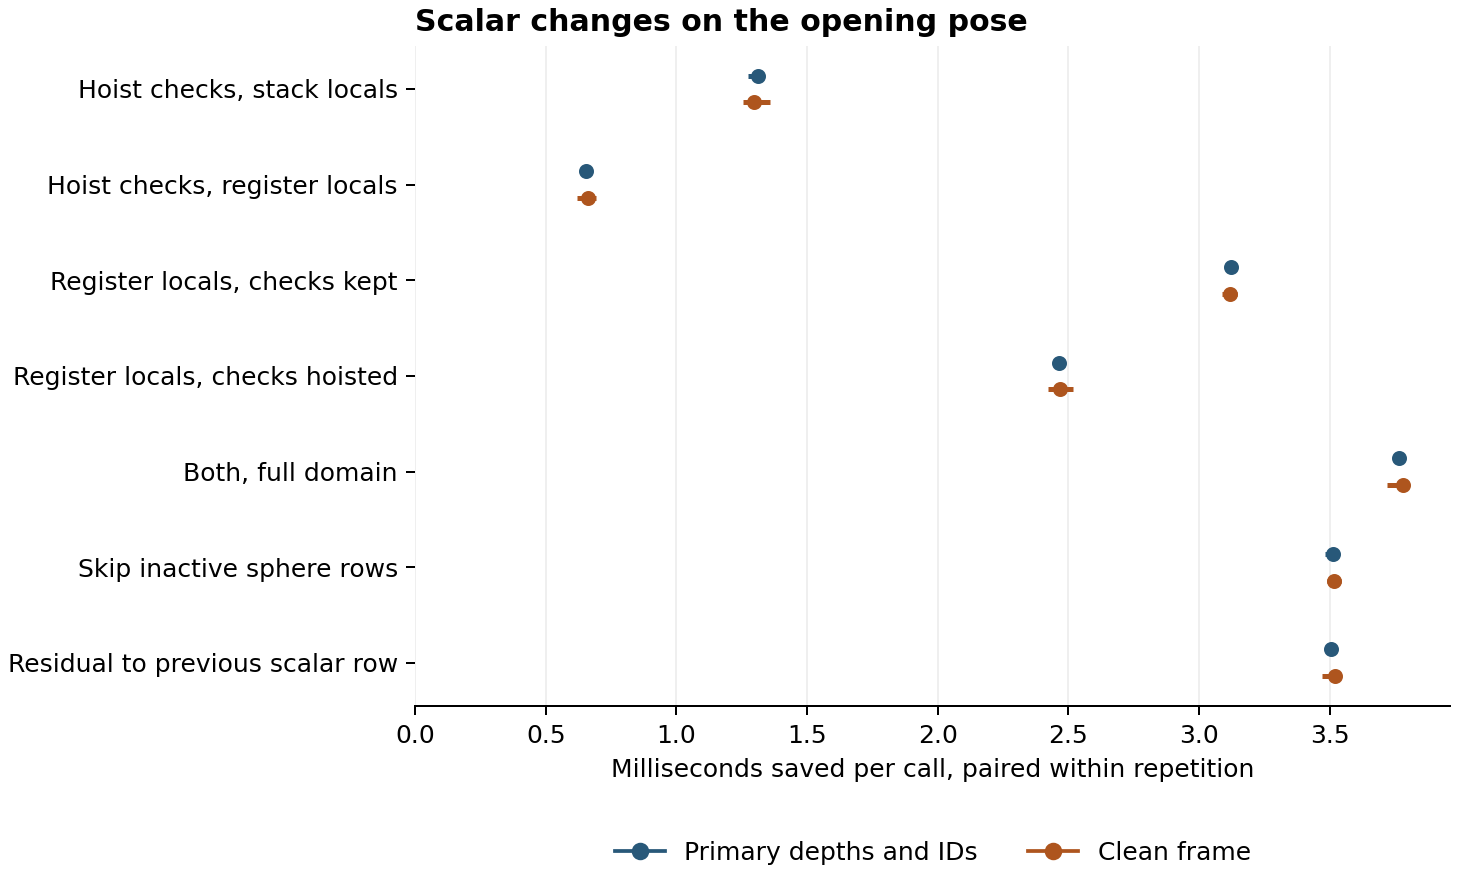 Scalar changes on the opening pose
Hoist checks, stack locals
Hoist checks, register locals
Register locals, checks kept
Register locals, checks hoisted
Both, full domain
Skip inactive sphere rows
Residual to previous scalar row
0.0 0.5 1.0 1.5 2.0 2.5 3.0 3.5
Milliseconds saved per call, paired within repetition
Primary depths and IDs Clean frame